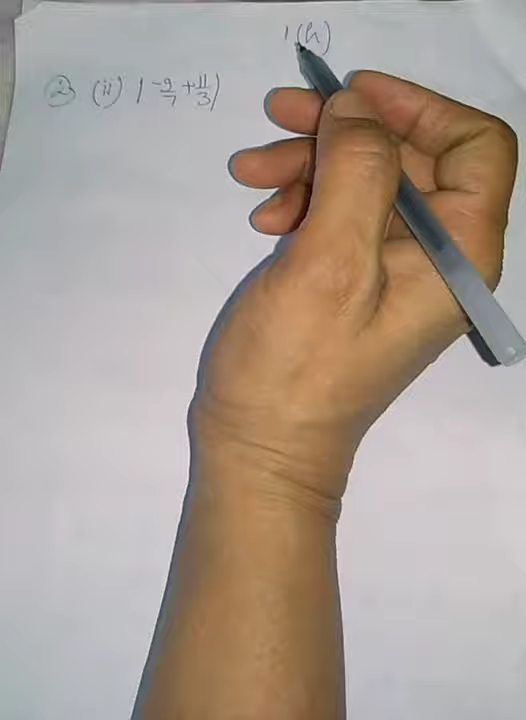 1(h)
② (ii) |-9/7 + 11/3|